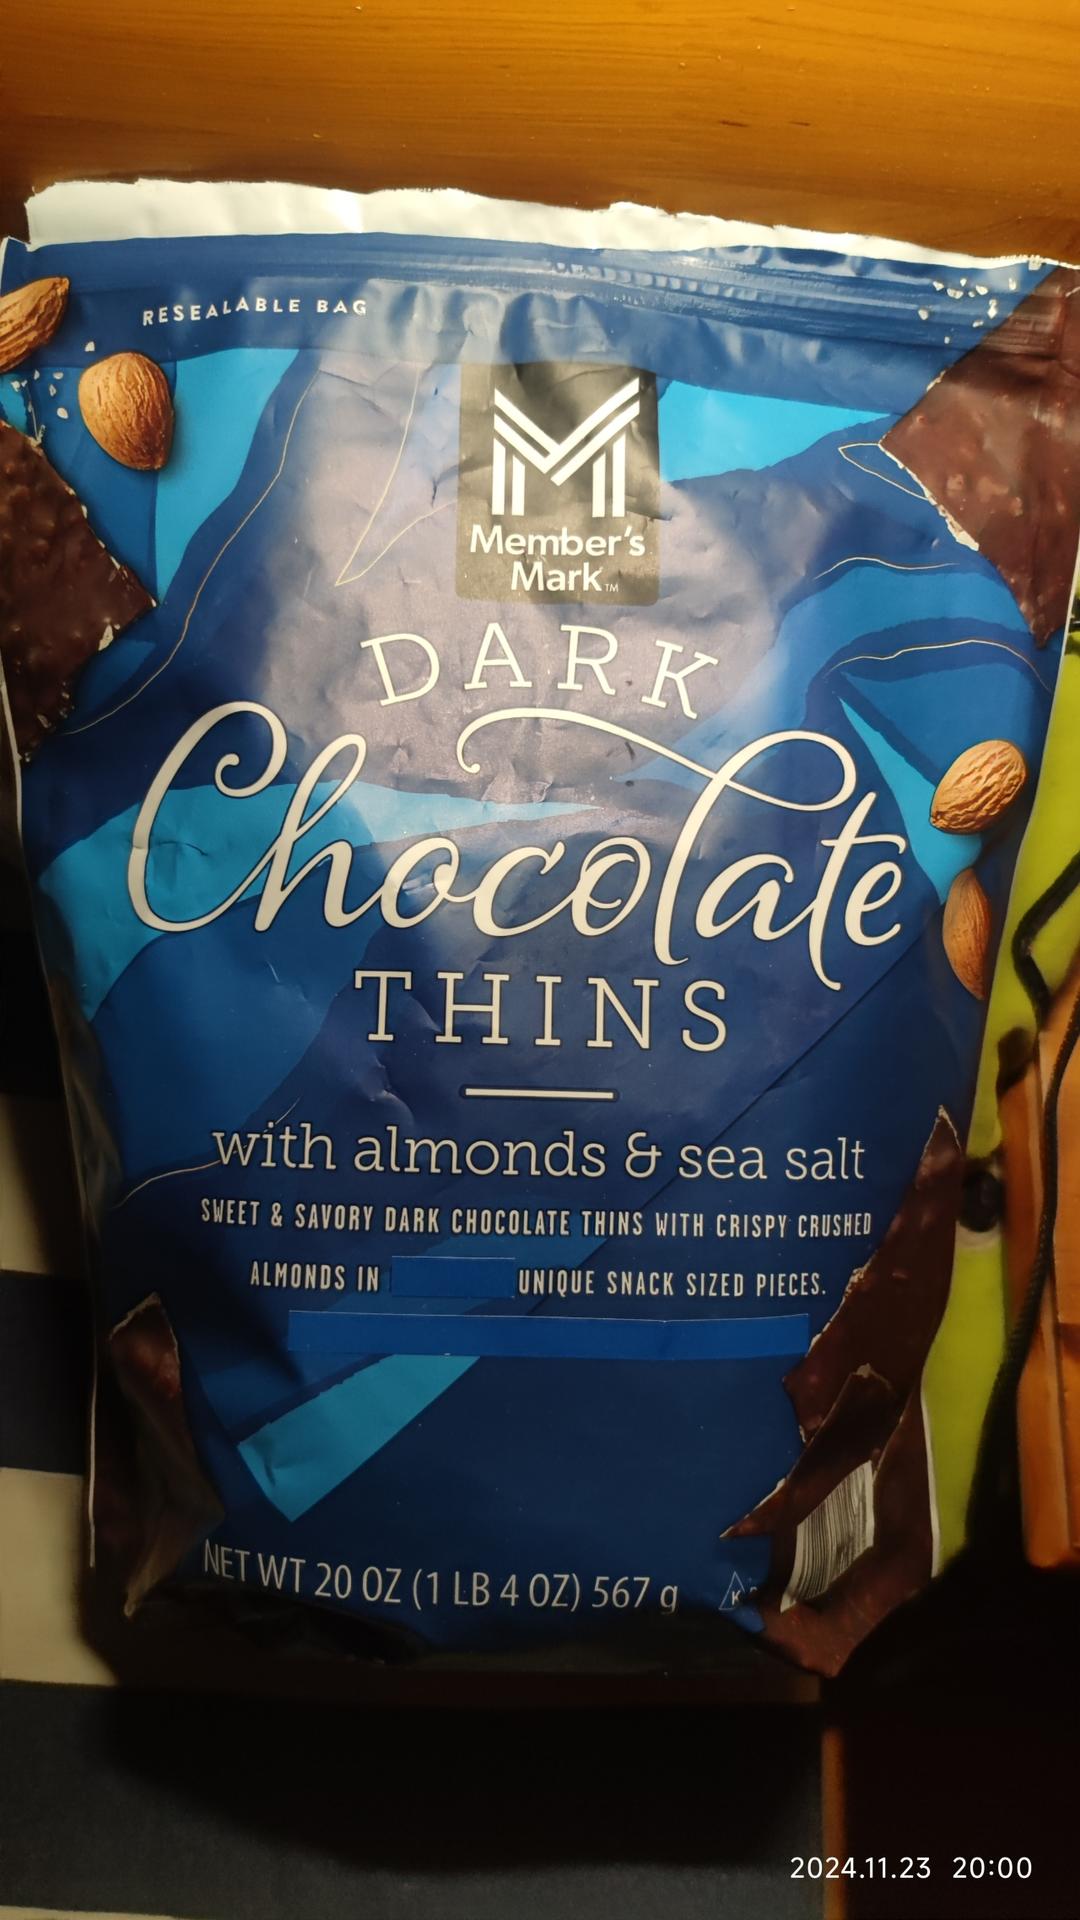 RESEALABLE BAG
Member's
Mark™
DARK
Chocolate
THINS
with almonds & sea salt
SWEET & SAVORY DARK CHOCOLATE THINS WITH CRISPY CRUSHED
ALMONDS IN UNIQUE SNACK SIZED PIECES.
NET WT 20 OZ (1 LB 4 OZ) 567 g
K
2024.11.23 20:00